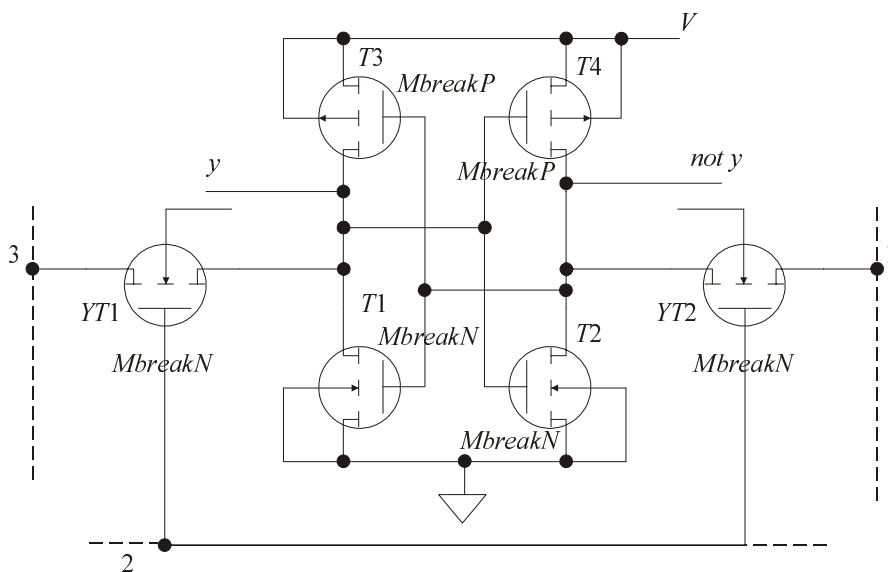 V
T3
T4
MbreakP
y
MbreakP
not y
3
YT1
T1
YT2
MbreakN
T2
MbreakN
MbreakN
MbreakN
2